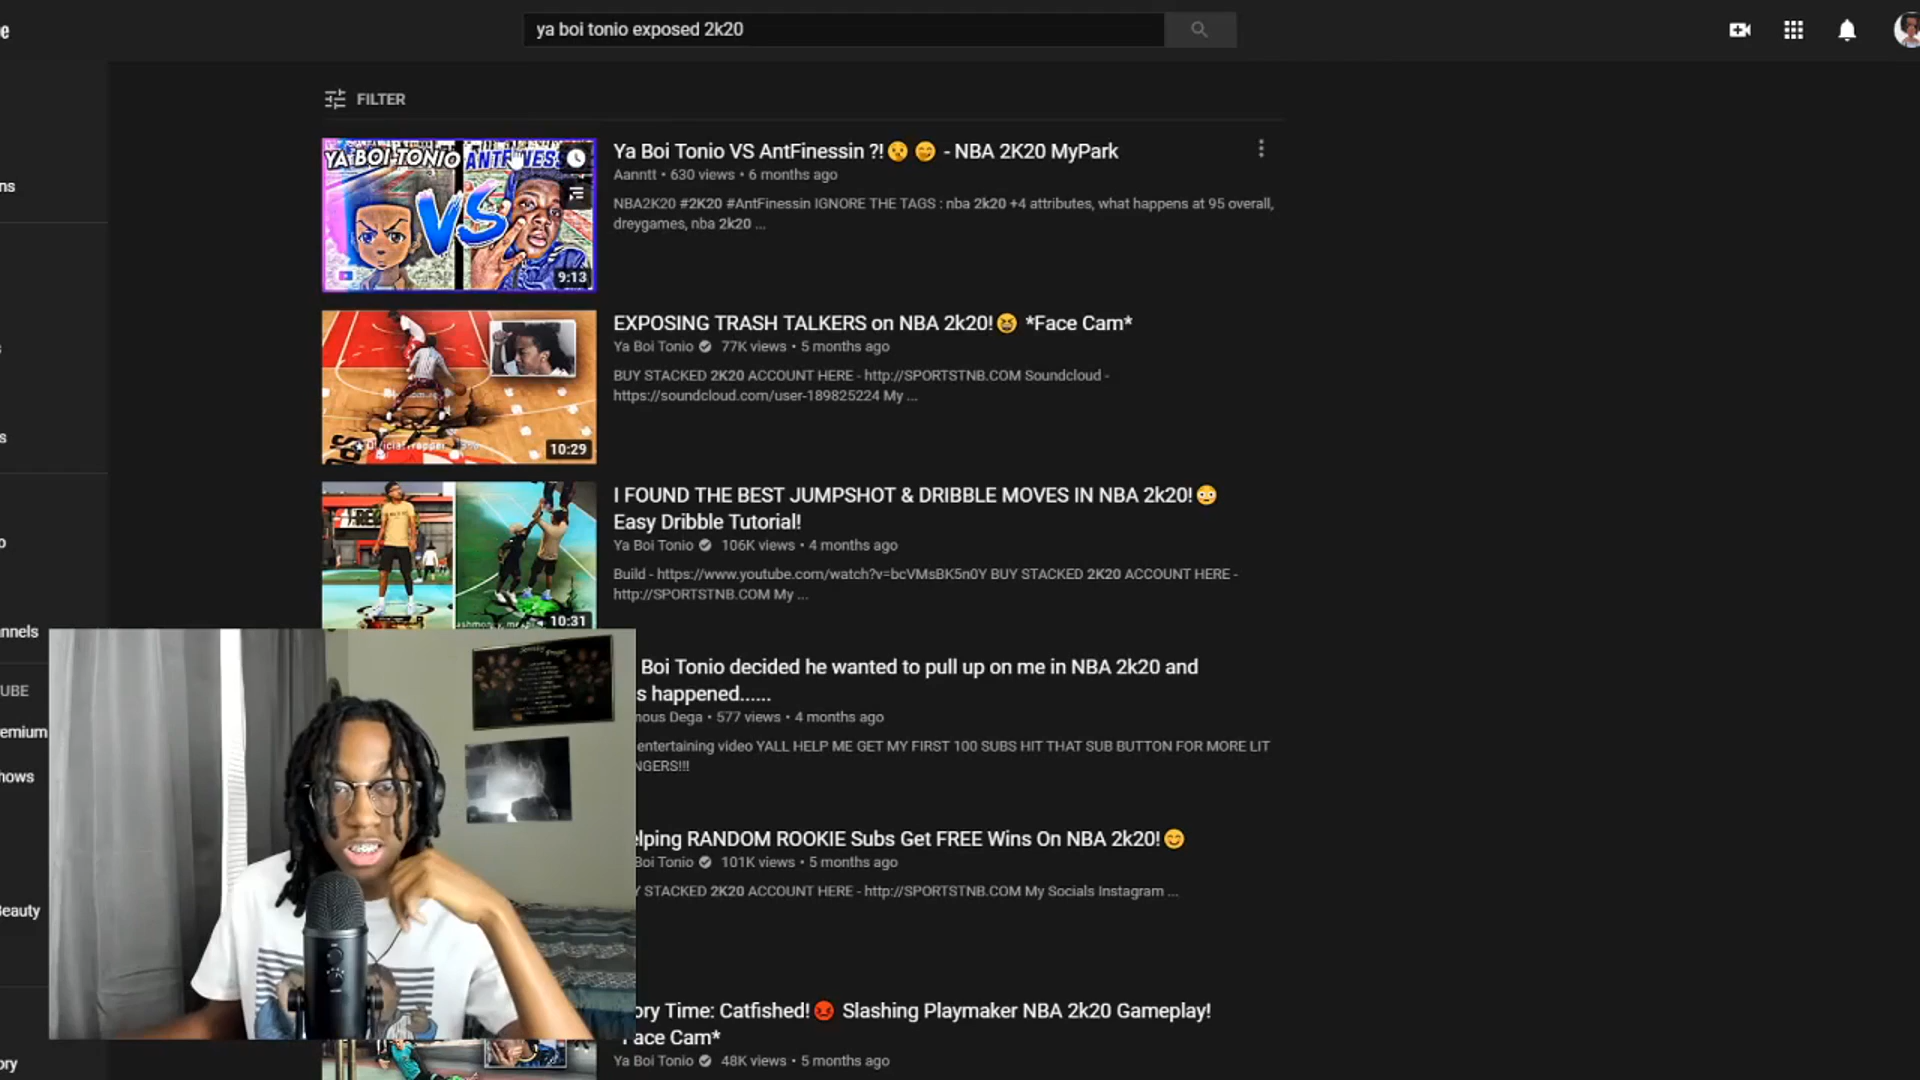 e
ya boi tonio exposed 2k20
FILTER
YA BOI TONIO
VS
9:13
Ya Boi Tonio VS AntFinessin ?!😯 😁 - NBA 2K20 MyPark
Aanntt • 630 views • 6 months ago
NBA2K20 #2K20 #AntFinessin IGNORE THE TAGS : nba 2k20 +4 attributes, what happens at 95 overall,
dreygames, nba 2k20 ...
ns
10:29
EXPOSING TRASH TALKERS on NBA 2k20!😆 *Face Cam*
Ya Boi Tonio 77K views • 5 months ago
BUY STACKED 2K20 ACCOUNT HERE - http://SPORTSTNB.COM Soundcloud -
https://soundcloud.com/user-189825224 My ...
s
s
10:31
I FOUND THE BEST JUMPSHOT & DRIBBLE MOVES IN NBA 2k20!😳
Easy Dribble Tutorial!
Ya Boi Tonio 106K views • 4 months ago
Build - https://www.youtube.com/watch?v=bcVMsBK5n0Y BUY STACKED 2K20 ACCOUNT HERE -
http://SPORTSTNB.COM My ...
o
nnels
UBE
remium
hows
Beauty
ory
Boi Tonio decided he wanted to pull up on me in NBA 2k20 and
s happened......
mous Dega • 577 views • 4 months ago
entertaining video YALL HELP ME GET MY FIRST 100 SUBS HIT THAT SUB BUTTON FOR MORE LIT
NGERS!!!
elping RANDOM ROOKIE Subs Get FREE Wins On NBA 2k20!😊
Boi Tonio 101K views • 5 months ago
Y STACKED 2K20 ACCOUNT HERE - http://SPORTSTNB.COM My Socials Instagram ...
ory Time: Catfished!😡 Slashing Playmaker NBA 2k20 Gameplay!
Face Cam*
Ya Boi Tonio 48K views • 5 months ago